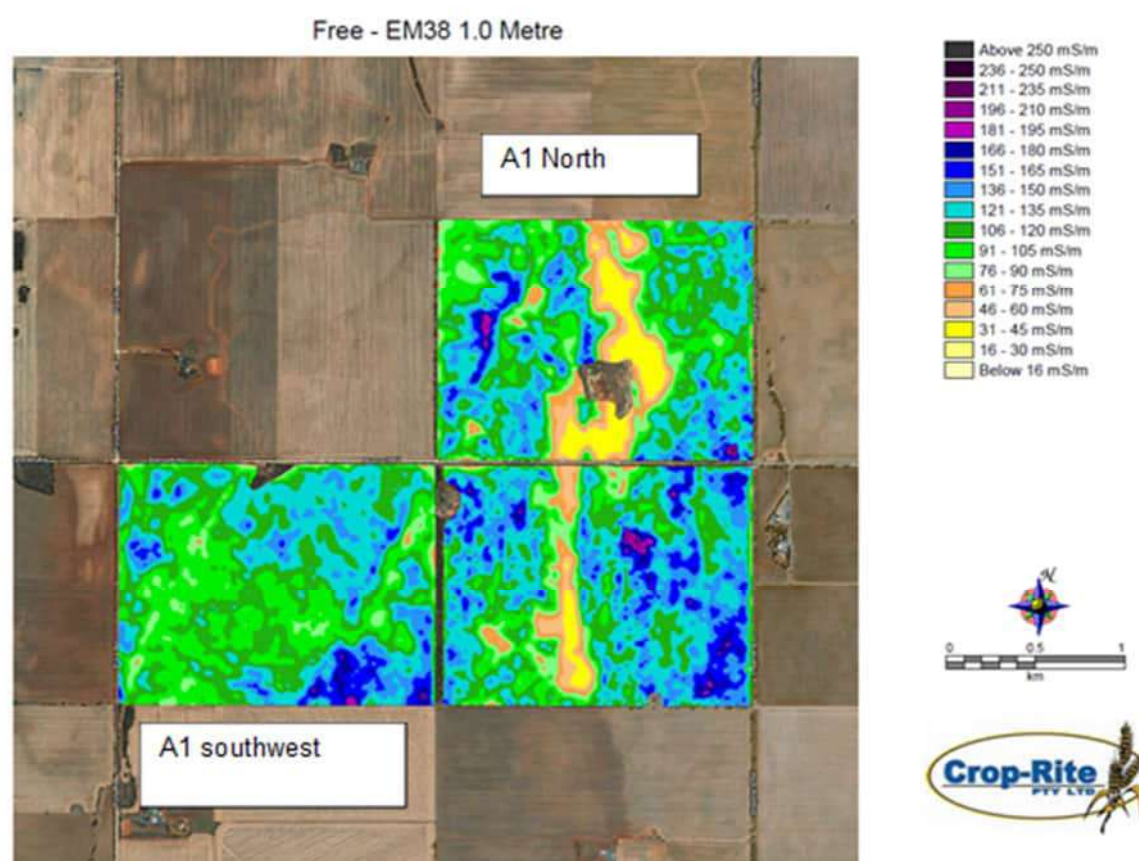 Free - EM38 1.0 Metre
A1 North
A1 southwest
Above 250 mS/m
236 - 250 mS/m
211 - 235 mS/m
196 - 210 mS/m
181 - 195 mS/m
166 - 180 mS/m
151 - 165 mS/m
136 - 150 mS/m
121 - 135 mS/m
106 - 120 mS/m
91 - 105 mS/m
76 - 90 mS/m
61 - 75 mS/m
46 - 60 mS/m
31 - 45 mS/m
16 - 30 mS/m
Below 16 mS/m
N
0 0.5 1
km
Crop-Rite
PTY LTD